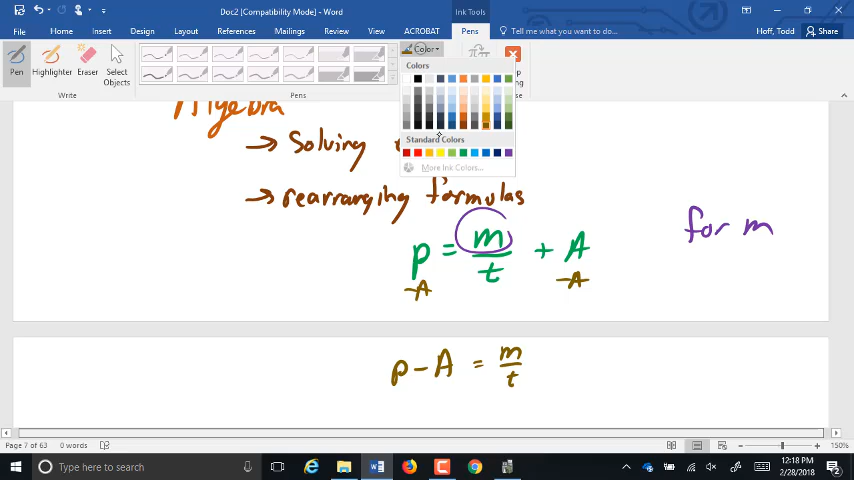 Doc2 [Compatibility Mode] - Word
Ink Tools
Hoff, Todd
File Home Insert Design Layout References Mailings Review View ACROBAT Pens Tell me what you want to do... Share
Pen Highlighter Eraser Select Objects
Color
Write Pens
Colors
Standard Colors
More Ink Colors...
Algebra
→ Solving
→ rearranging formulas
for m
p = m/t + A
-A -A
p - A = m/t
Page 7 of 63 0 words 150%
Type here to search
12:18 PM
2/28/2018
2